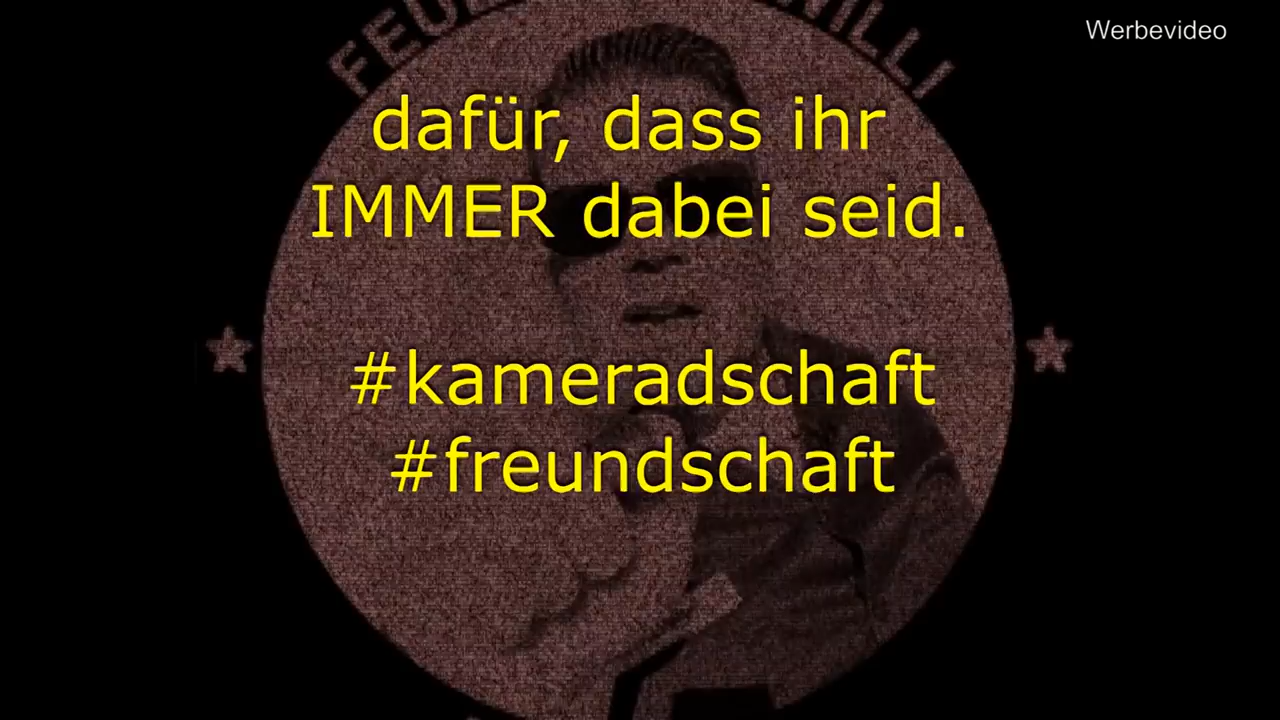 Werbevideo
dafür, dass ihr
IMMER dabei seid.
#kameradschaft
#freundschaft